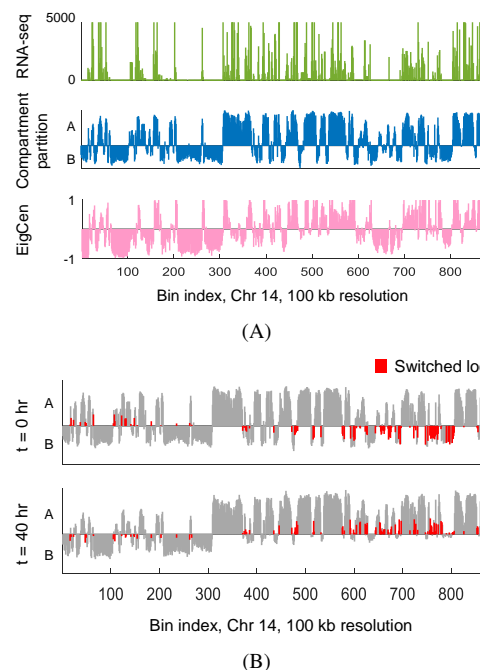 5000
RNA-seq
0
A
Compartment
partition
B
1
EigCen
-1
100 200 300 400 500 600 700 800
Bin index, Chr 14, 100 kb resolution
(A)
Switched lo
A
t = 0 hr
B
A
t = 40 hr
B
100 200 300 400 500 600 700 800
Bin index, Chr 14, 100 kb resolution
(B)